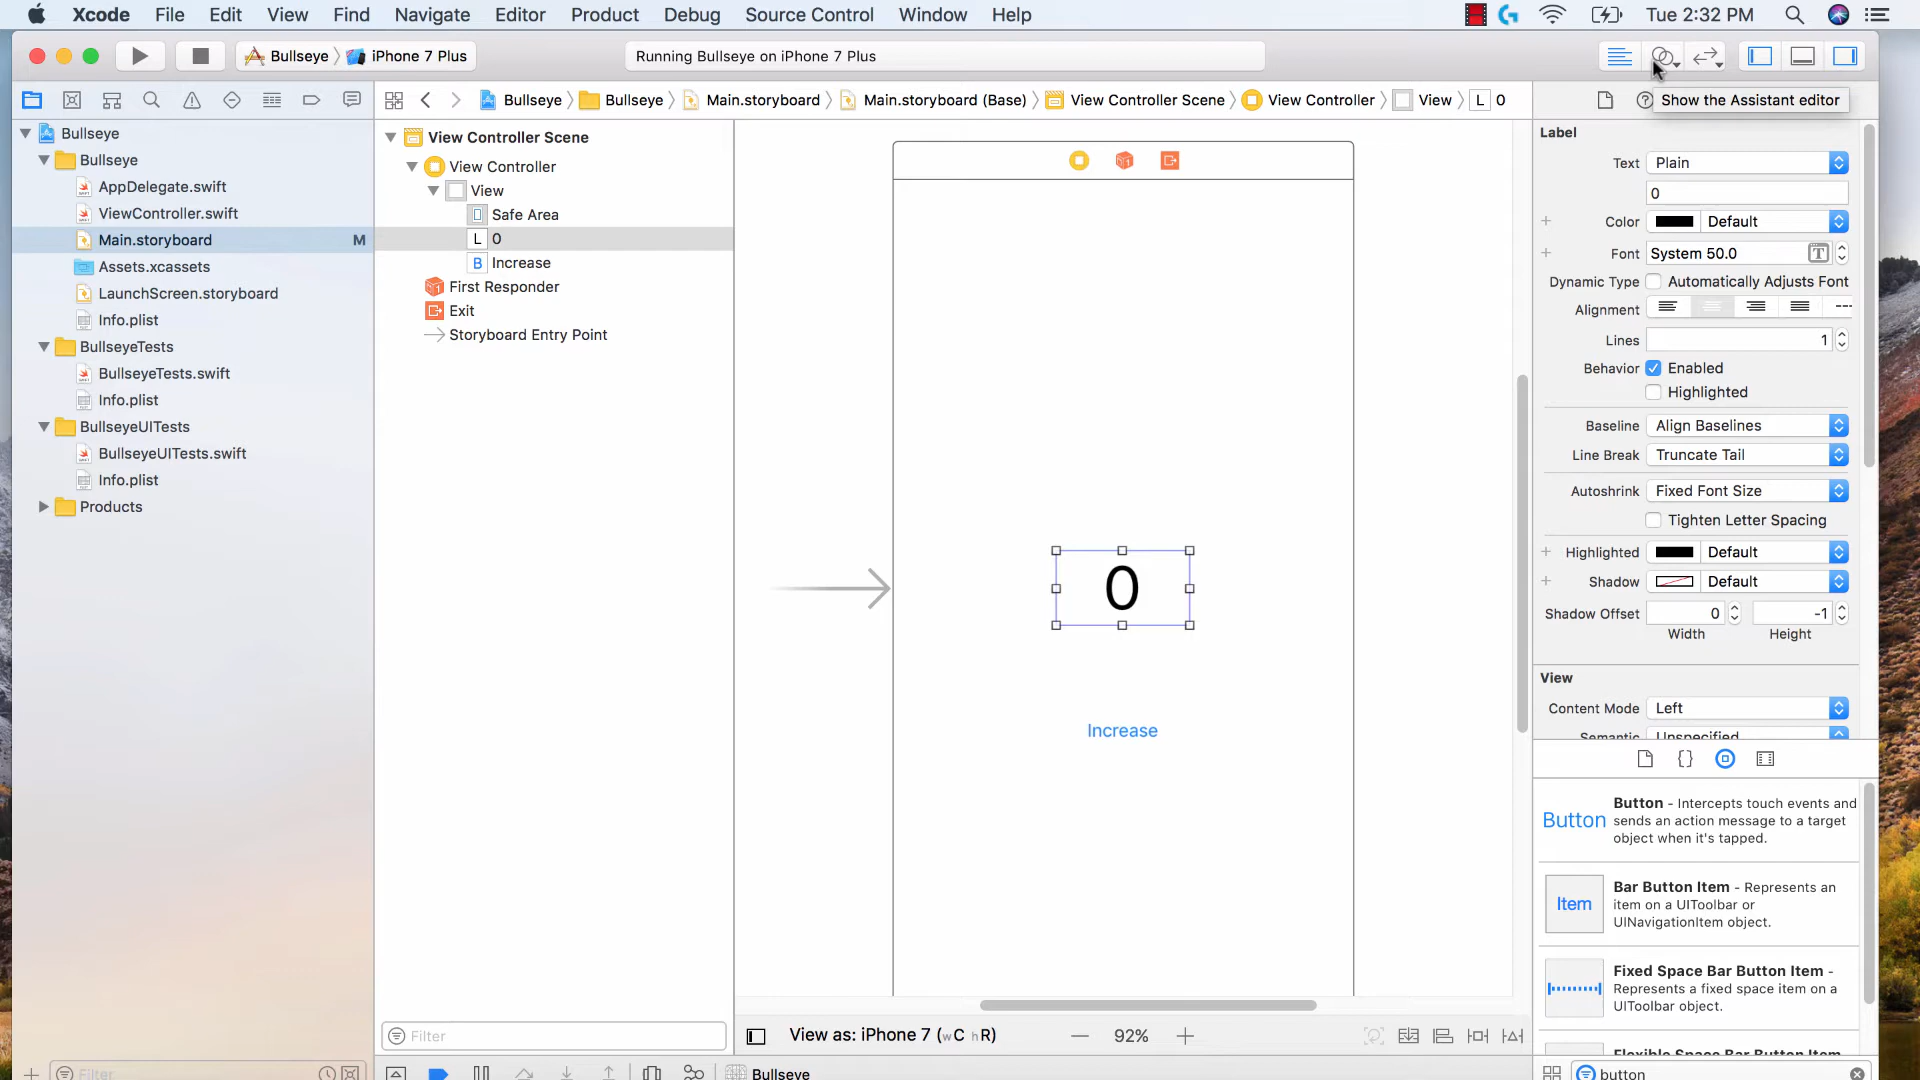 Xcode File Edit View Find Navigate Editor Product Debug Source Control Window Help Tue 2:32 PM
Bullseye iPhone 7 Plus Running Bullseye on iPhone 7 Plus
Bullseye Bullseye Main.storyboard Main.storyboard (Base) View Controller Scene View Controller View L 0 Show the Assistant editor
Bullseye
Bullseye
AppDelegate.swift
ViewController.swift
Main.storyboard M
Assets.xcassets
LaunchScreen.storyboard
Info.plist
BullseyeTests
BullseyeTests.swift
Info.plist
BullseyeUITests
BullseyeUITests.swift
Info.plist
Products
Filter
View Controller Scene
View Controller
View
Safe Area
L 0
B Increase
First Responder
Exit
Storyboard Entry Point
Filter
0
Increase
View as: iPhone 7 (wC hR) 92%
Bullseye
Label
Text Plain
0
Color Default
Font System 50.0 T
Dynamic Type Automatically Adjusts Font
Alignment
Lines 1
Behavior Enabled
Highlighted
Baseline Align Baselines
Line Break Truncate Tail
Autoshrink Fixed Font Size
Tighten Letter Spacing
Highlighted Default
Shadow Default
Shadow Offset 0 -1
Width Height
View
Content Mode Left
Semantic Unspecified
{}
Button Button - Intercepts touch events and
sends an action message to a target
object when it's tapped.
Item Bar Button Item - Represents an
item on a UIToolbar or
UINavigationItem object.
Fixed Space Bar Button Item -
Represents a fixed space item on a
UIToolbar object.
Flexible Space Bar Button Item
button